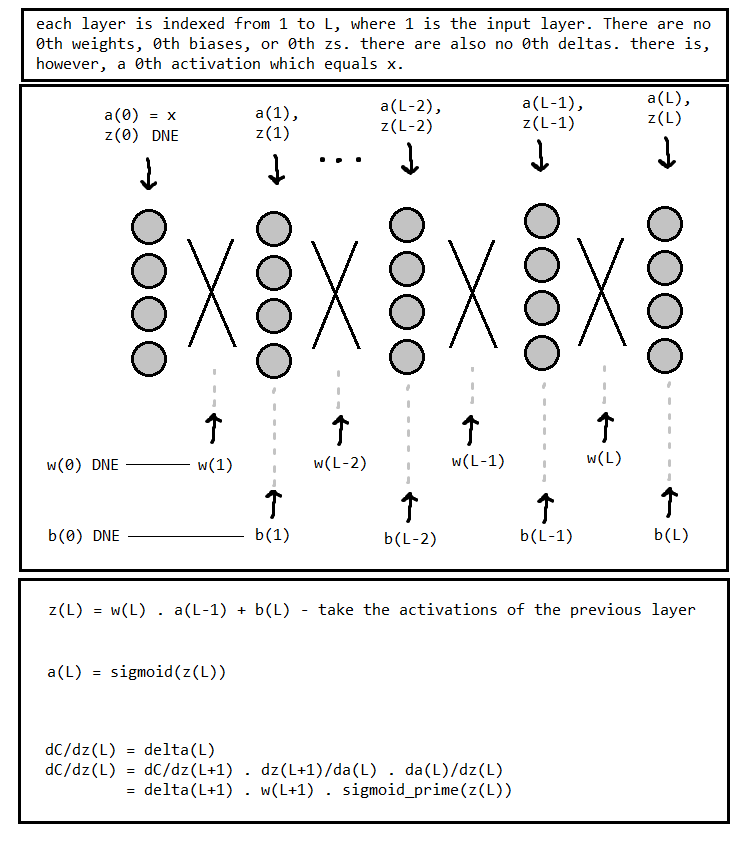 each layer is indexed from 1 to L, where 1 is the input layer. There are no
0th weights, 0th biases, or 0th zs. there are also no 0th deltas. there is,
however, a 0th activation which equals x.
a(0) = x
z(0) DNE
a(1),
z(1)
...
a(L-2),
z(L-2)
a(L-1),
z(L-1)
a(L),
z(L)
w(0) DNE
w(1)
w(L-2)
w(L-1)
w(L)
b(0) DNE
b(1)
b(L-2)
b(L-1)
b(L)
z(L) = w(L) . a(L-1) + b(L) - take the activations of the previous layer
a(L) = sigmoid(z(L))
dC/dz(L) = delta(L)
dC/dz(L) = dC/dz(L+1) . dz(L+1)/da(L) . da(L)/dz(L)
= delta(L+1) . w(L+1) . sigmoid_prime(z(L))